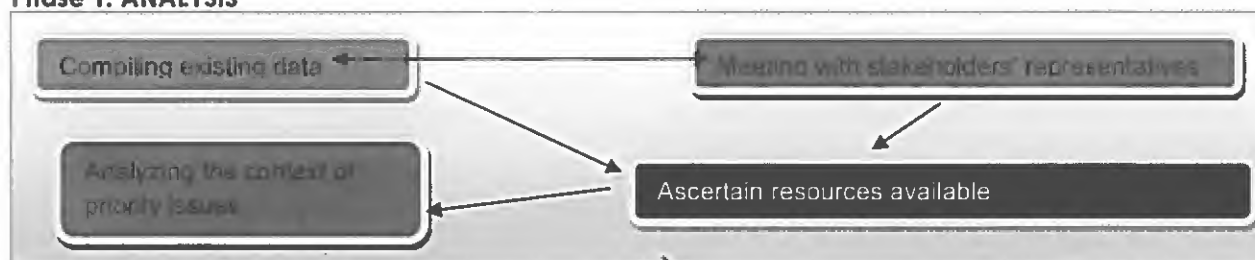 Phase 1: ANALYSIS
Compiling existing data
Meeting with stakeholders' representatives
Analyzing the context of
priority issues
Ascertain resources available